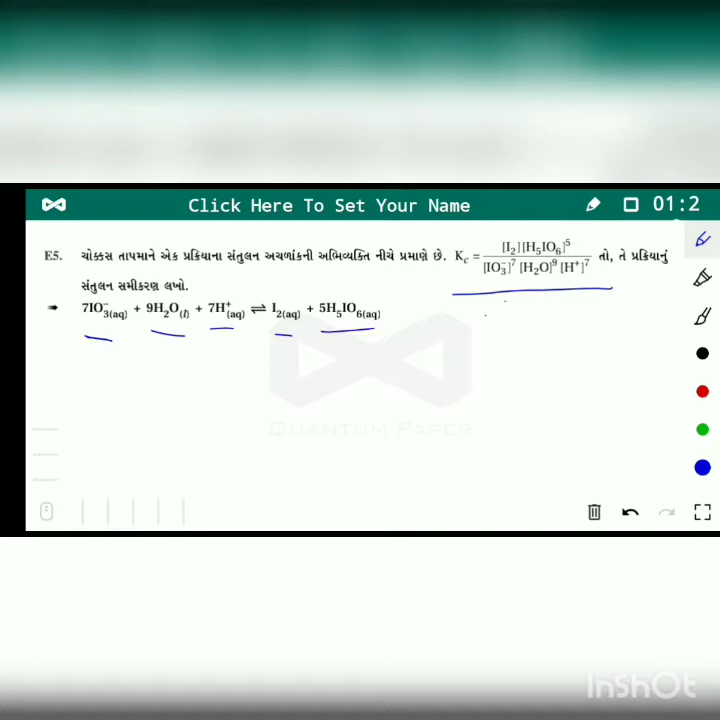 Click Here To Set Your Name 01:2
E5. ચોક્કસ તાપમાને એક પ્રક્રિયાના સંતુલન અચળાંકની અભિવ્યક્તિ નીચે પ્રમાણે છે. K_c = [I₂][H₅IO₆]⁵ / [IO₃⁻]⁷ [H₂O]⁹ [H⁺]⁷ તો, તે પ્રક્રિયાનું
સંતુલન સમીકરણ લખો.
➡ 7IO₃⁻(aq) + 9H₂O(l) + 7H⁺(aq) ⇌ I₂(aq) + 5H₅IO₆(aq)
QUANTUM PAPER
InShOt